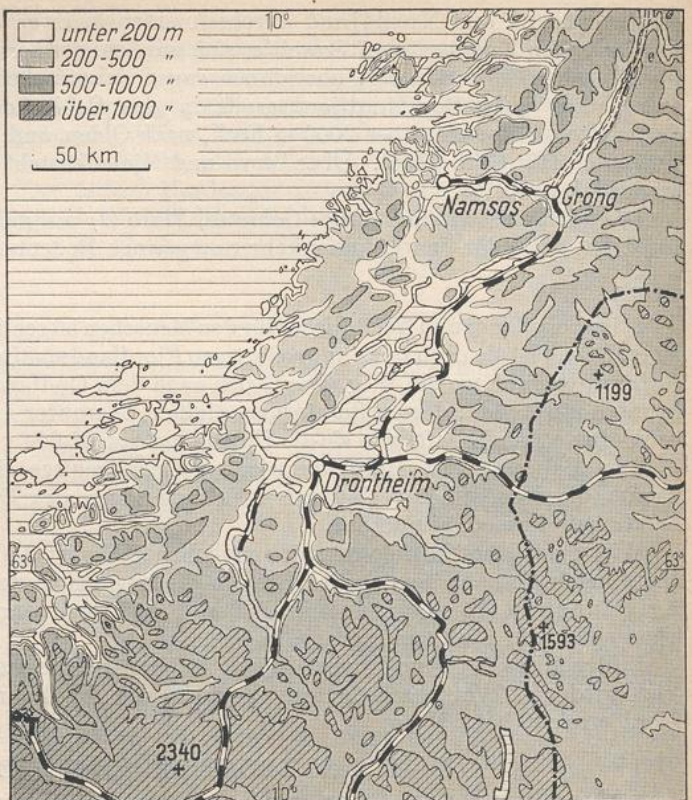 10°
unter 200 m
200-500 "
500-1000 "
über 1000 "
50 km
Namsos
Grong
1199
Drontheim
63°
63°
1593
2340
10°